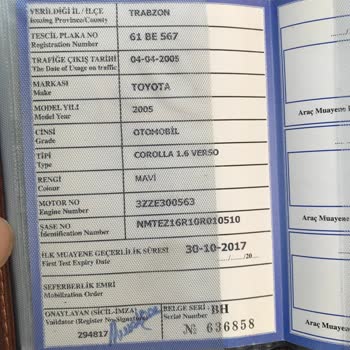 VERİLDİĞİ İL / İLÇE
Issuing Province/County
TRABZON
TESCİL PLAKA NO
Registration Number
61 BE 567
TRAFİĞE ÇIKIŞ TARİHİ
The Date of Usage on traffic
04-04-2005
MARKASI
Make
TOYOTA
MODEL YILI
Model Year
2005
CİNSİ
Grade
OTOMOBİL
TİPİ
Type
COROLLA 1.6 VERSO
RENGİ
Colour
MAVİ
MOTOR NO
Engine Number
3ZZE300563
ŞASE NO
Identification Number
NMTEZ16R10R010510
İLK MUAYENE GEÇERLİLİK SÜRESİ
First Test Expiry Date
30-10-2017
....../....../20....
SEFERBERLİK EMRİ
Mobilization Order
ONAYLAYAN (SİCİL-İMZA)
Validator (Register No-Signature)
294817
BELGE SERİ
Serial Number
BH
№ 636858
Araç Muayene
Araç Muayene
Araç Muayene